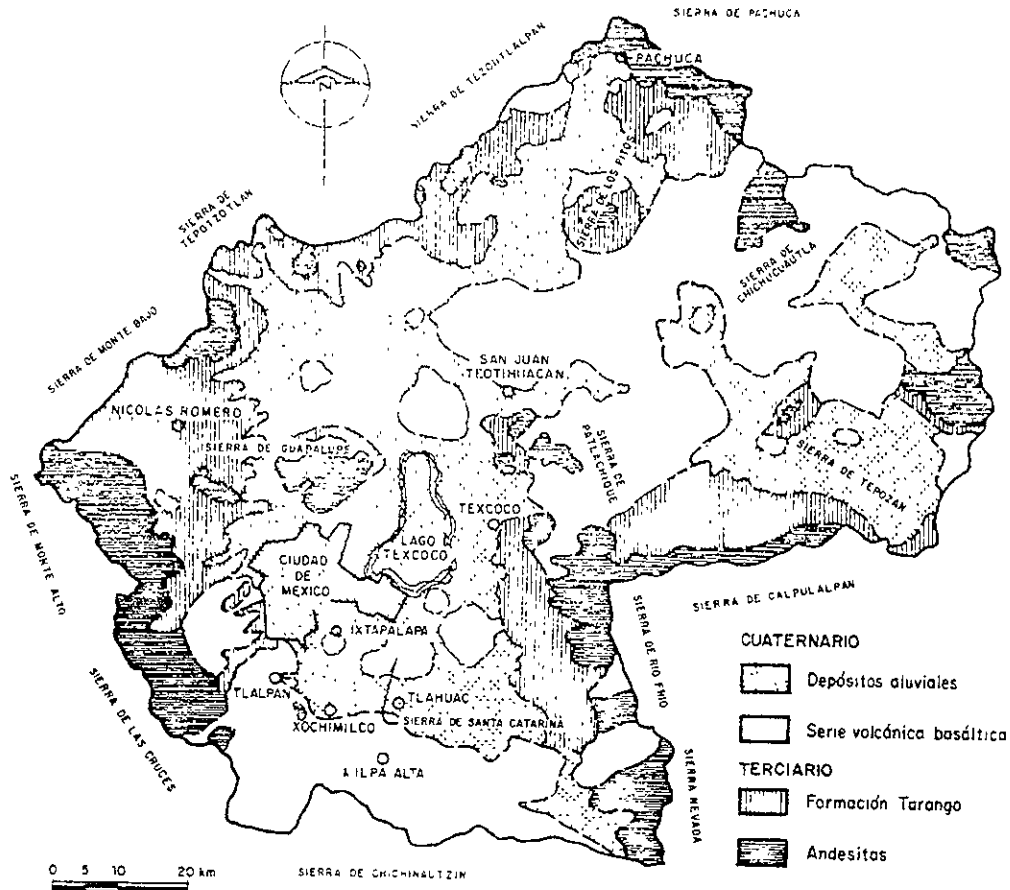 SIERRA DE PACHUCA
SIERRA DE TEZONTLALPAN
PACHUCA
N
SIERRA DE LOS PITOS
SIERRA DE
TEPOTZOTLAN
SIERRA DE
CHICHUCUAUTLA
SIERRA DE MONTE BAJO
SAN JUAN
TEOTIHUACAN
NICOLAS ROMERO
SIERRA DE GUADALUPE
SIERRA DE
PATLACHIQUE
SIERRA DE TEPOZAN
SIERRA DE MONTE ALTO
TEXCOCO
LAGO D
TEXCOCO
CIUDAD
DE
MEXICO
SIERRA DE CALPULALPAN
SIERRA DE RIO FRIO
IXTAPALAPA
TLALPAN
TLAHUAC
XOCHIMILCO
SIERRA DE SANTA CATARINA
SIERRA DE LAS CRUCES
ILPA ALTA
SIERRA NEVADA
CUATERNARIO
Depósitos aluviales
Serie volcánica basáltica
TERCIARIO
Formación Tarango
Andesitas
0 5 10 20 km
SIERRA DE CHICHINAUTZIN